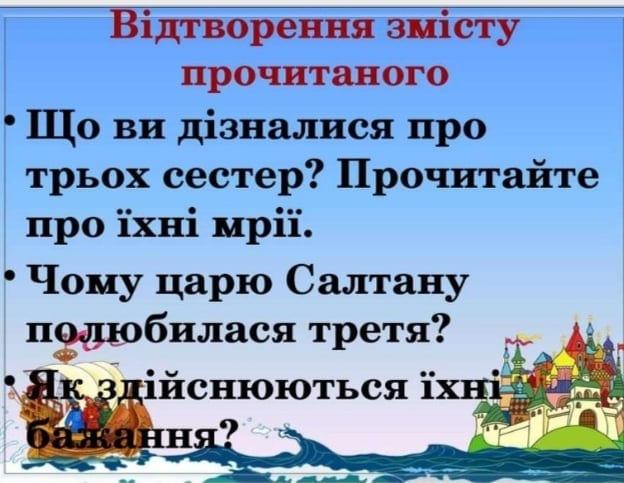 Відтворення змісту
прочитаного
• Що ви дізналися про
трьох сестер? Прочитайте
про їхні мрії.
• Чому царю Салтану
полюбилася третя?
• Як здійснюються їхні
бажання?